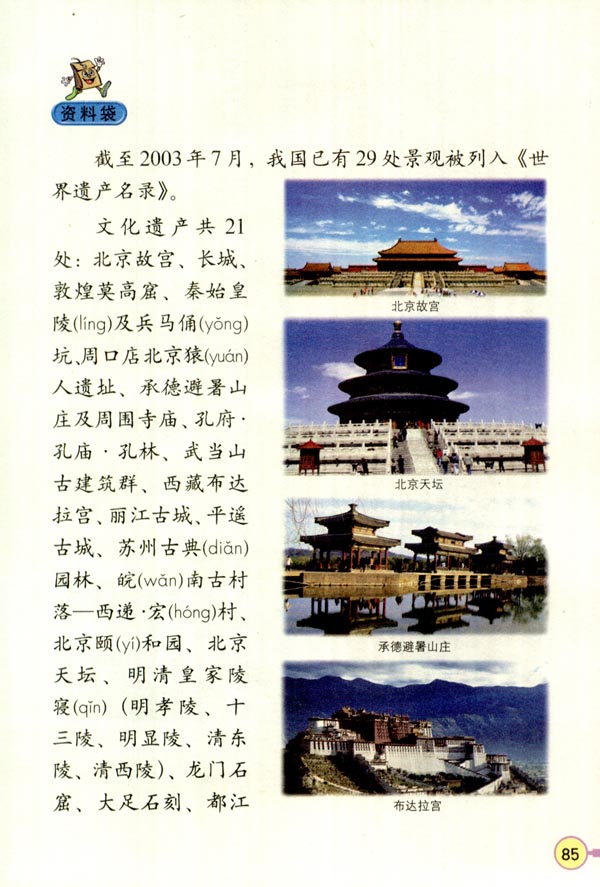 资料袋
截至2003年7月，我国已有29处景观被列入《世
界遗产名录》。
文化遗产共21
处：北京故宫、长城、
敦煌莫高窟、秦始皇
陵(líng)及兵马俑(yǒng)
坑、周口店北京猿(yuán)
人遗址、承德避暑山
庄及周围寺庙、孔府·
孔庙·孔林、武当山
古建筑群、西藏布达
拉宫、丽江古城、平遥
古城、苏州古典(diǎn)
园林、皖(wǎn)南古村
落—西递·宏(hóng)村、
北京颐(yí)和园、北京
天坛、明清皇家陵
寝(qǐn)（明孝陵、十
三陵、明显陵、清东
陵、清西陵）、龙门石
窟、大足石刻、都江
北京故宫
北京天坛
承德避暑山庄
布达拉宫
85